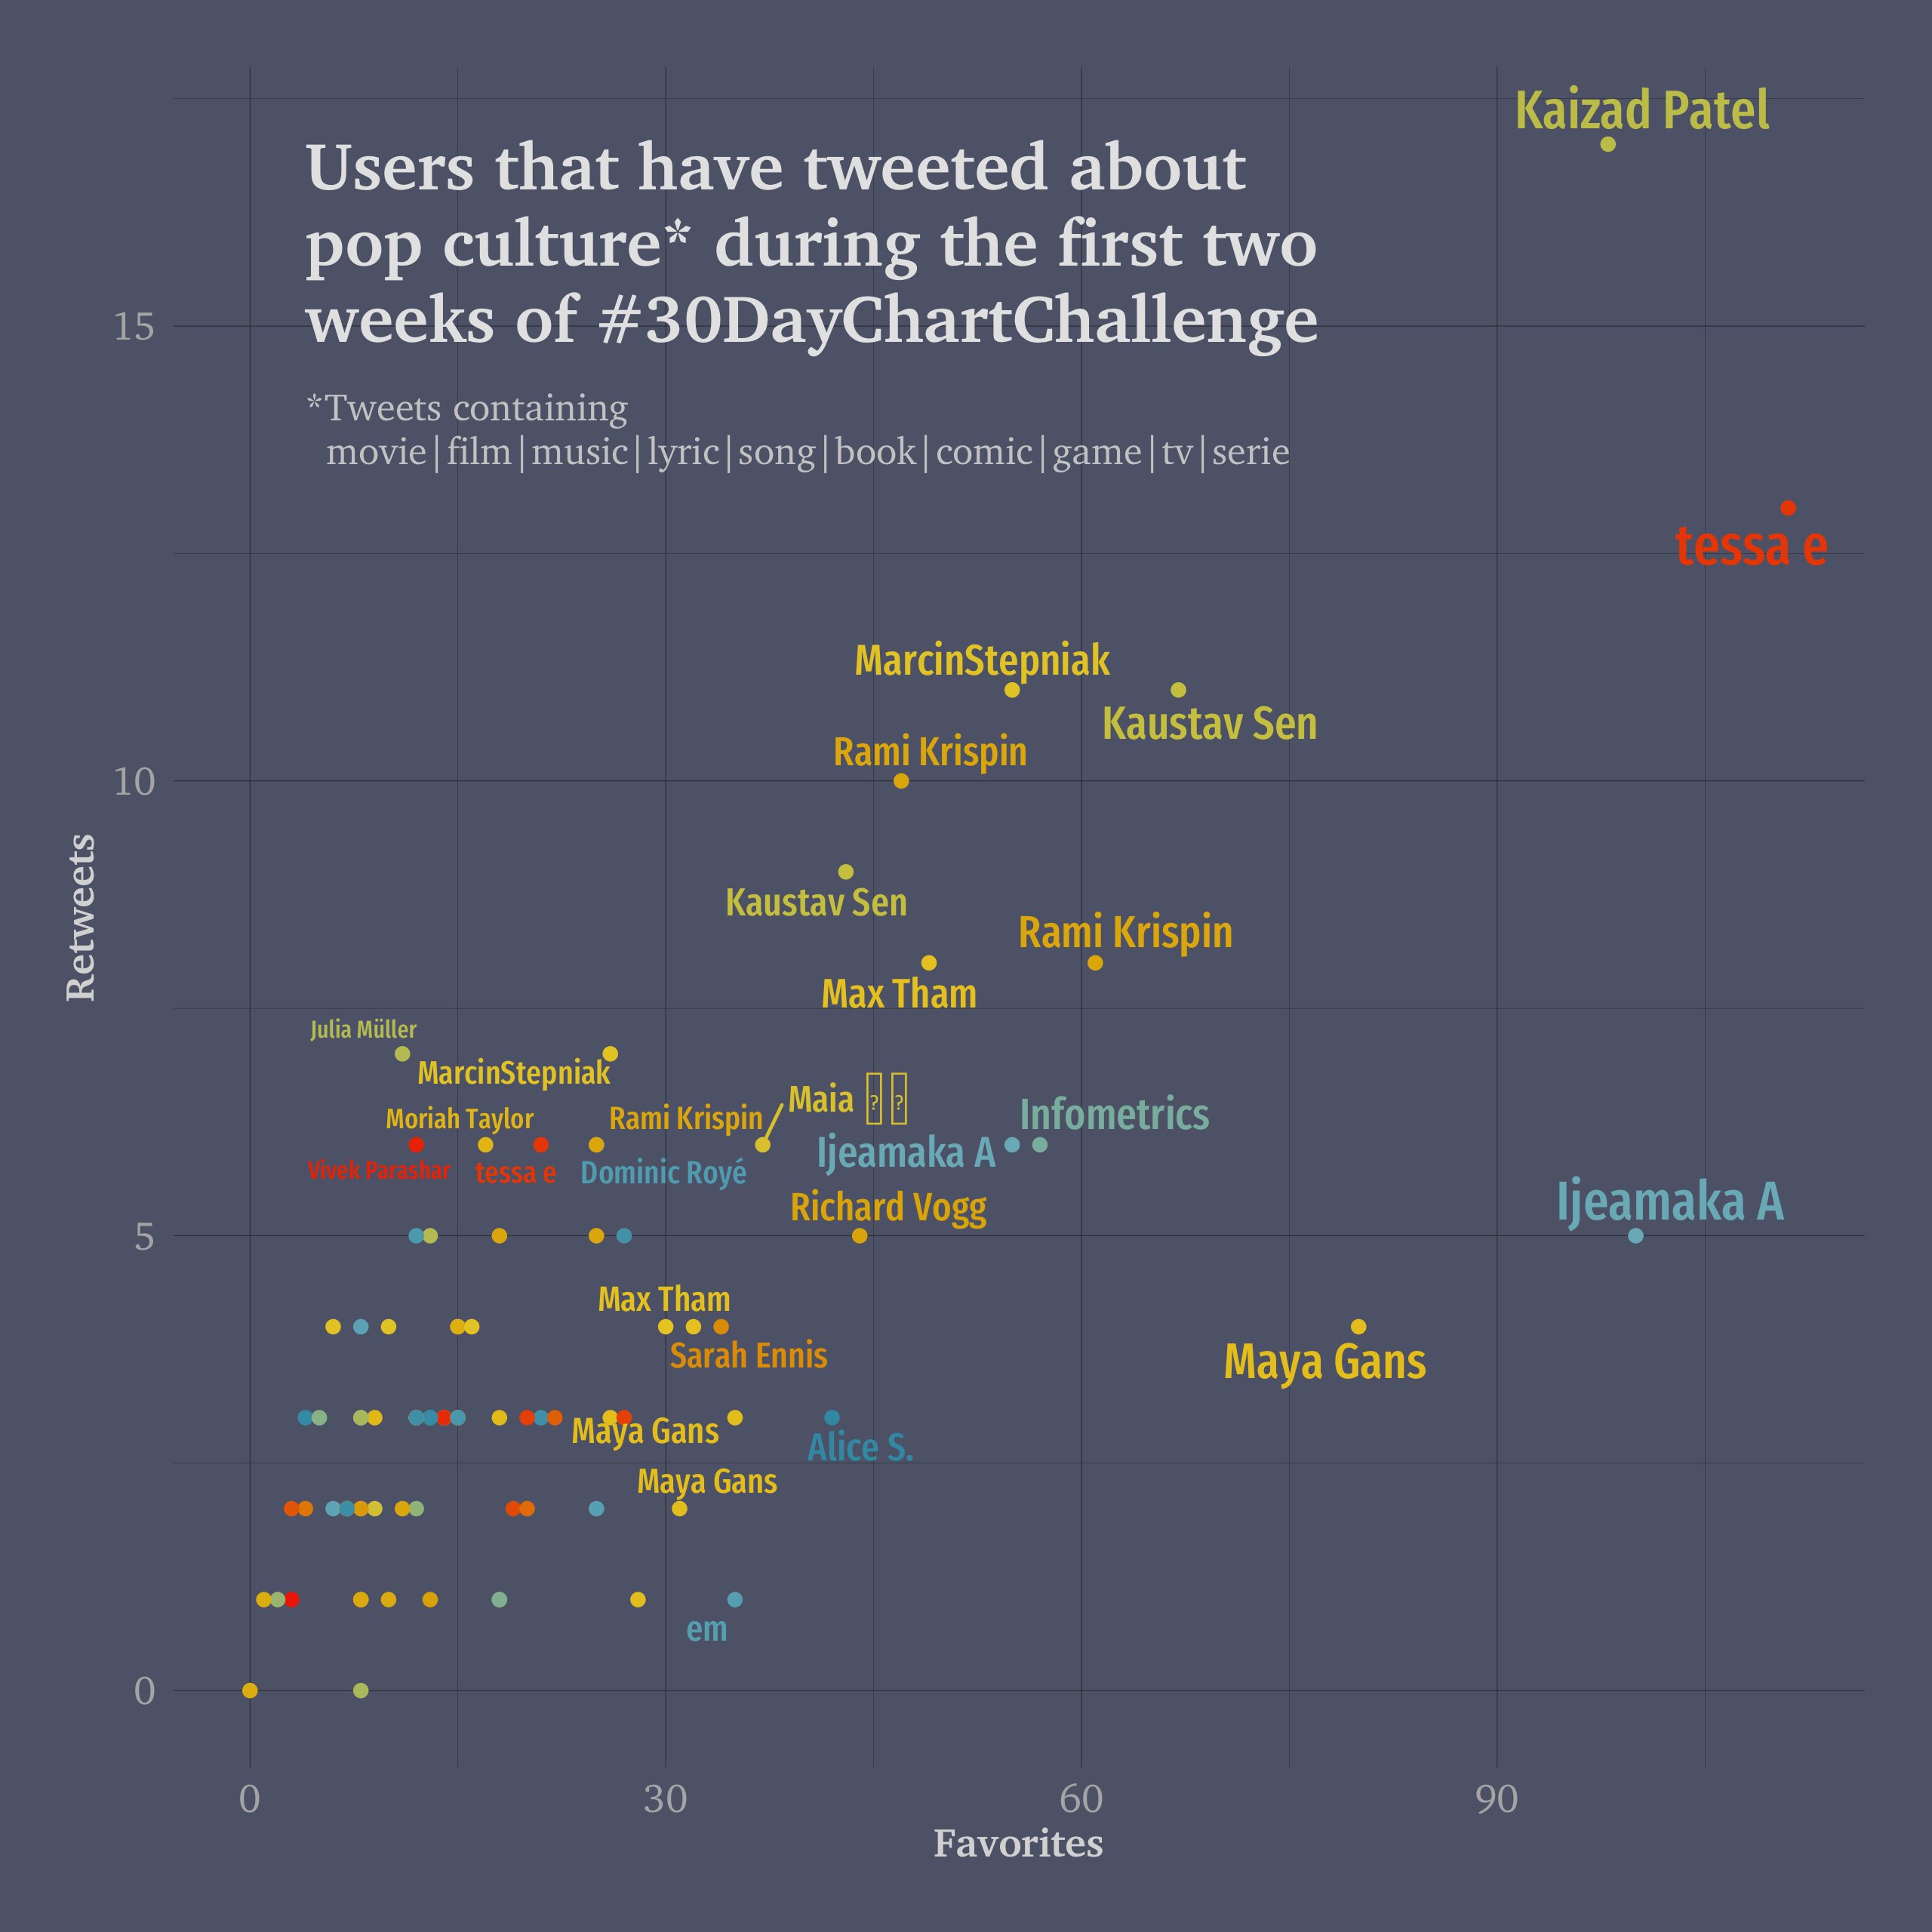 Kaizad Patel
Users that have tweeted about
pop culture* during the first two
weeks of #30DayChartChallenge
*Tweets containing
movie|film|music|lyric|song|book|comic|game|tv|serie
15
tessa e
MarcinStepniak
Kaustav Sen
Rami Krispin
10
Kaustav Sen
Rami Krispin
Max Tham
Retweets
Julia Müller
MarcinStepniak
Maia
Moriah Taylor
Rami Krispin
Infometrics
Ijeamaka A
Vivek Parashar
tessa e
Dominic Royé
Richard Vogg
Ijeamaka A
5
Max Tham
Sarah Ennis
Maya Gans
Maya Gans
Alice S.
Maya Gans
em
0
0
30
60
90
Favorites